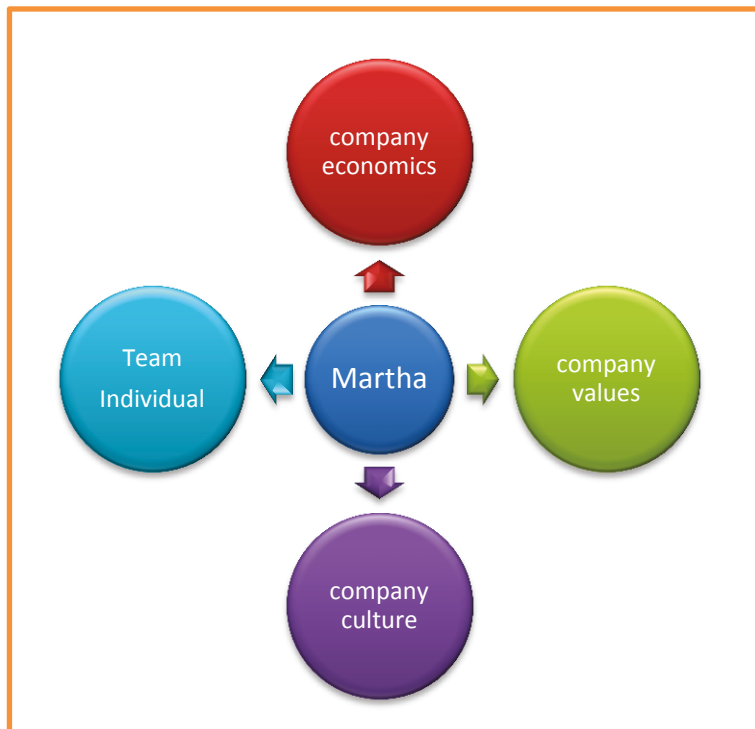 company
economics
Team
Individual
Martha
company
values
company
culture